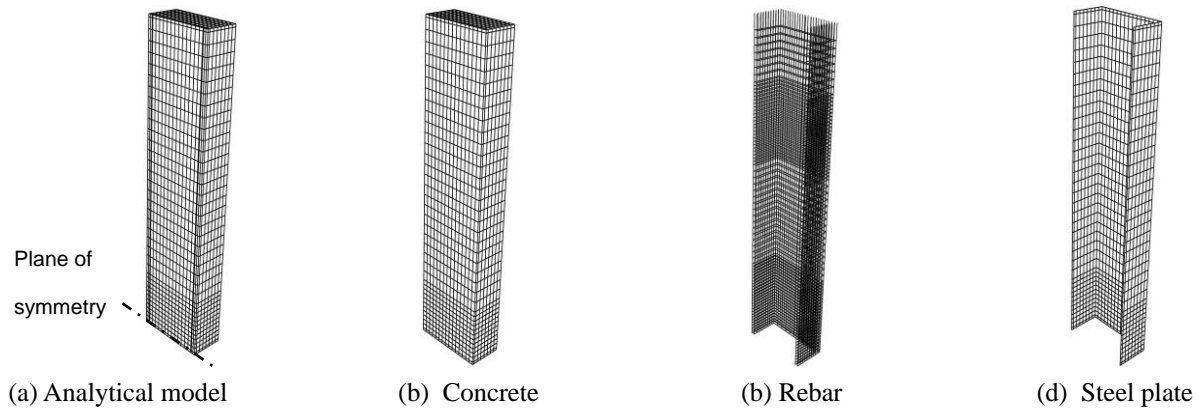 Plane of
symmetry
(a) Analytical model
(b) Concrete
(b) Rebar
(d) Steel plate